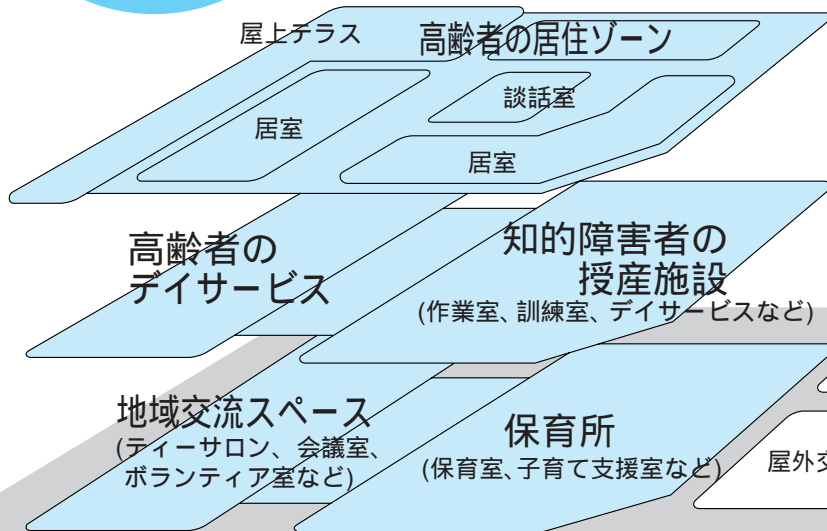 屋上テラス
高齢者の居住ゾーン
談話室
居室
居室
高齢者の
デイサービス
知的障害者の
授産施設
(作業室、訓練室、デイサービスなど)
地域交流スペース
(ティーサロン、会議室、
ボランティア室など)
保育所
(保育室、子育て支援室など)
屋外交